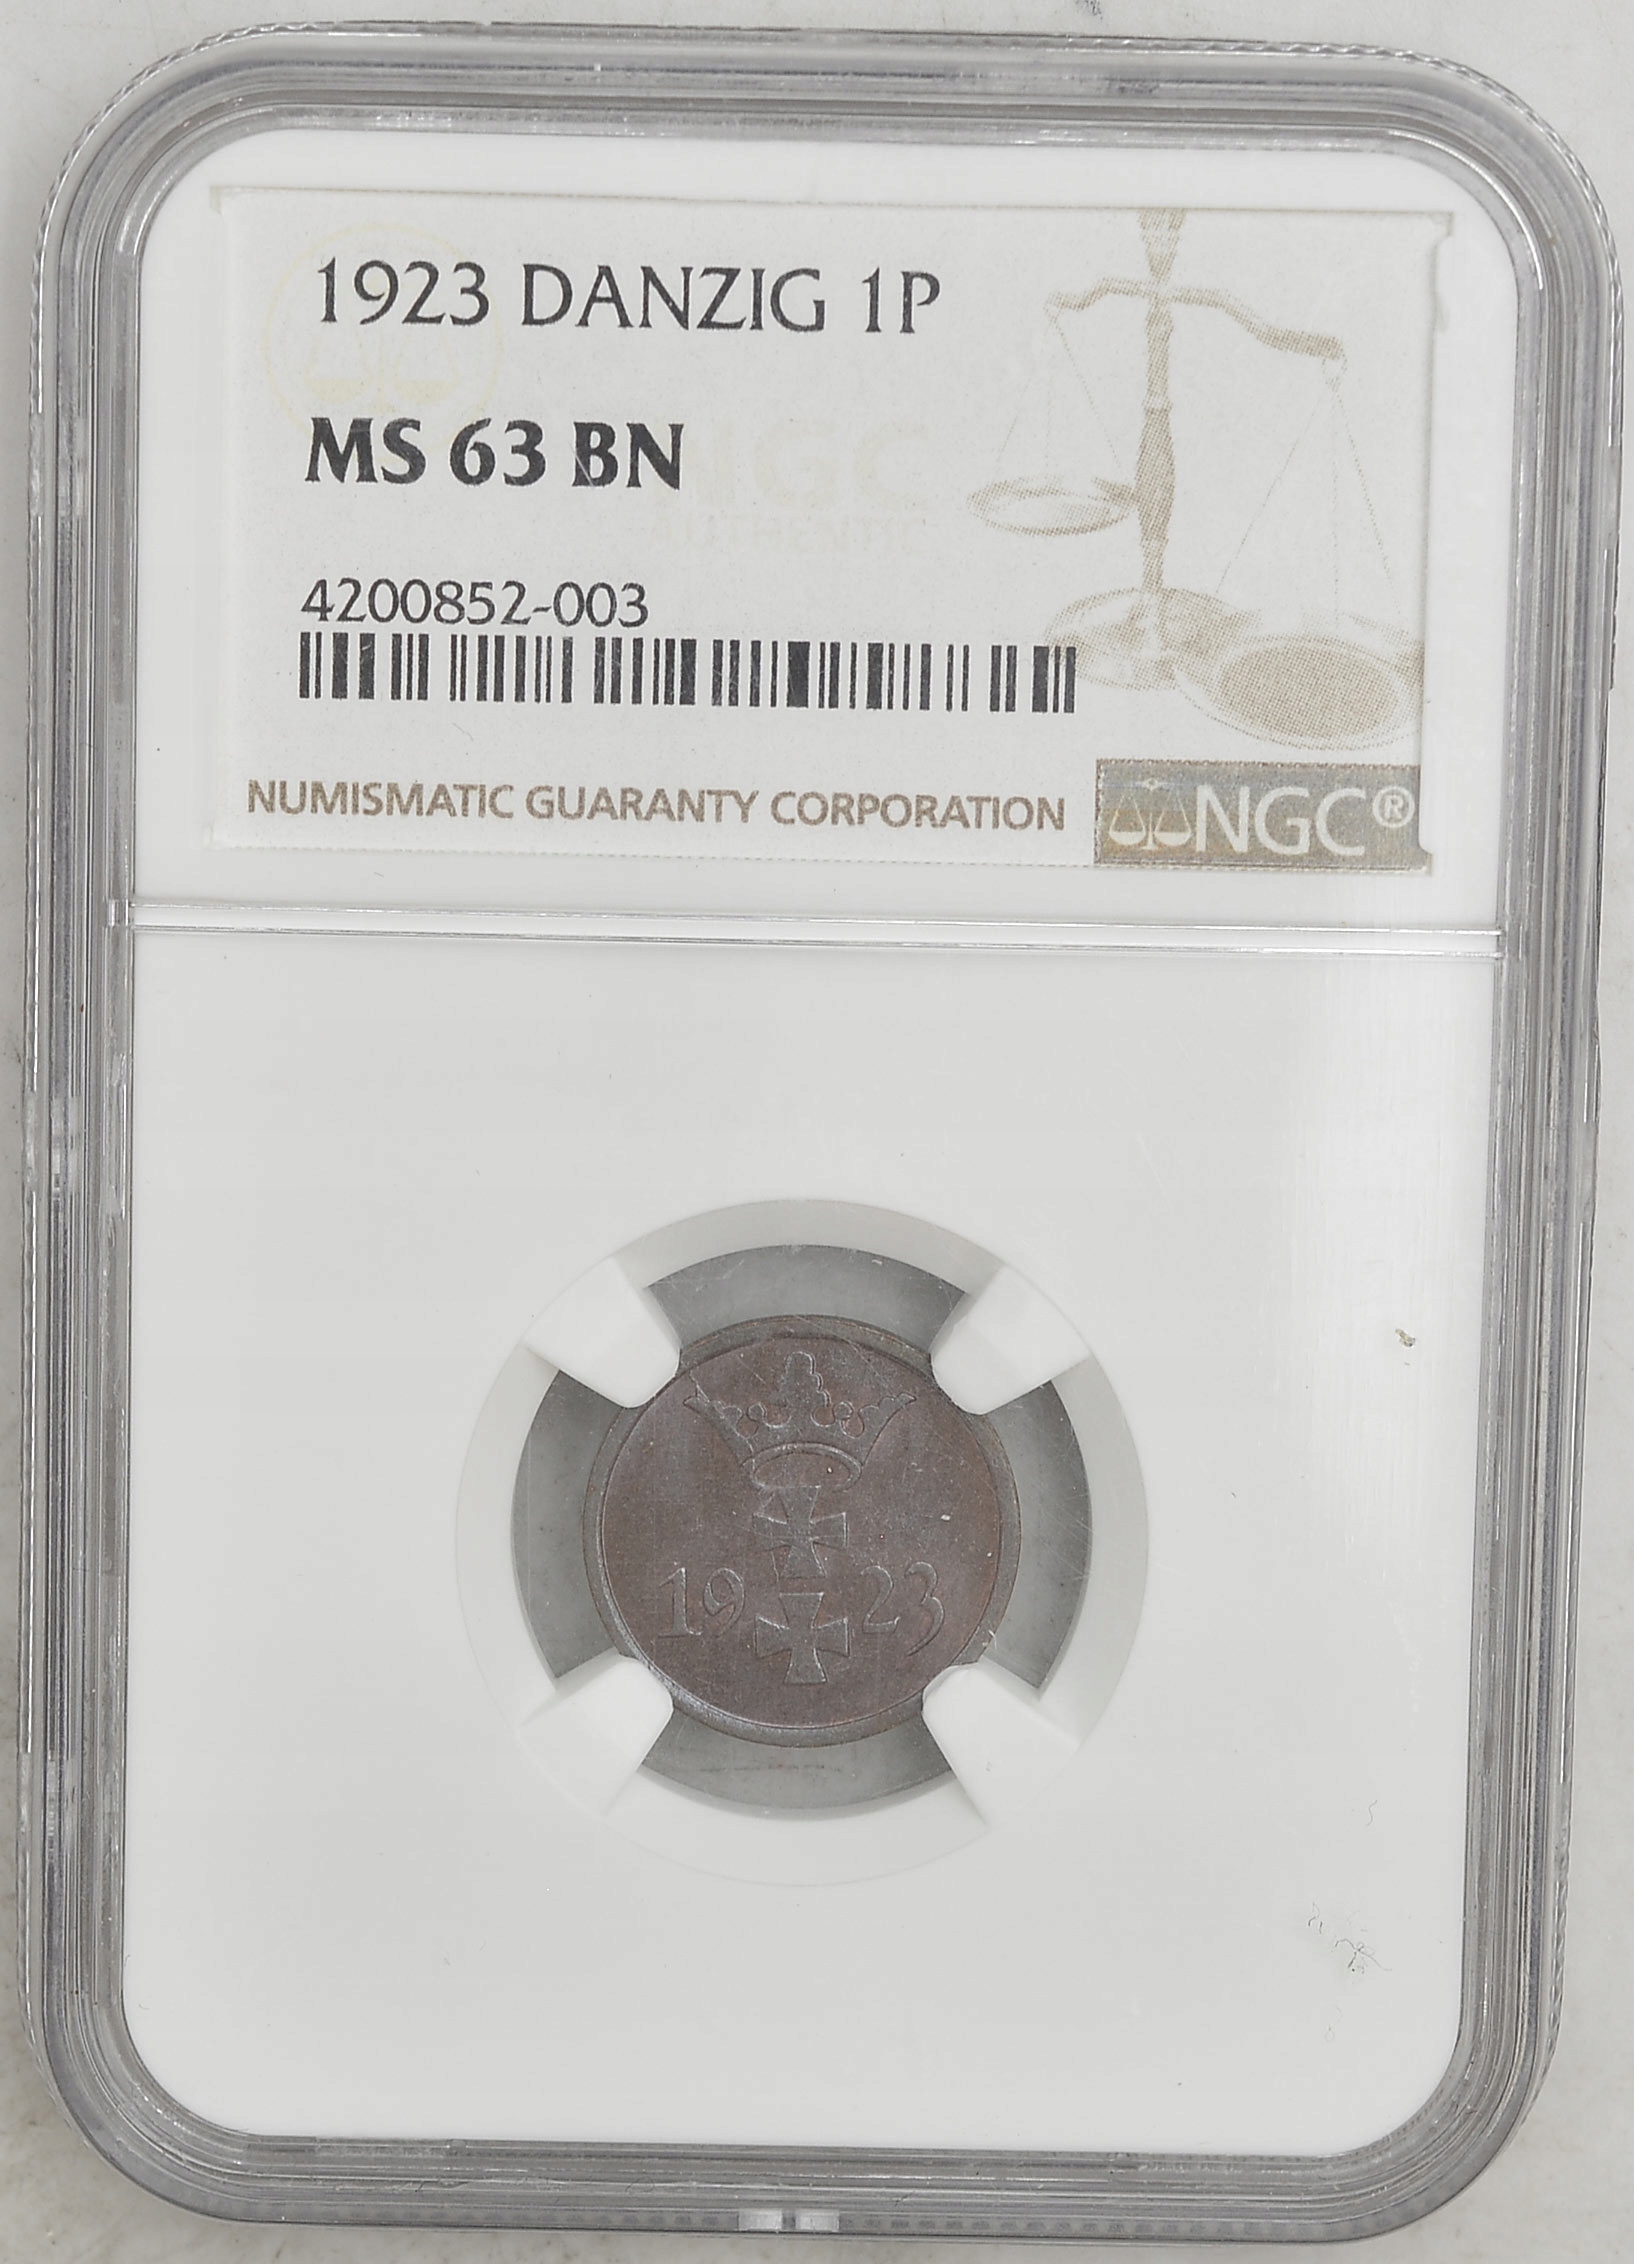 1923 DANZIG 1P
MS 63 BN
4200852-003
NUMISMATIC GUARANTY CORPORATION NGC®
1923